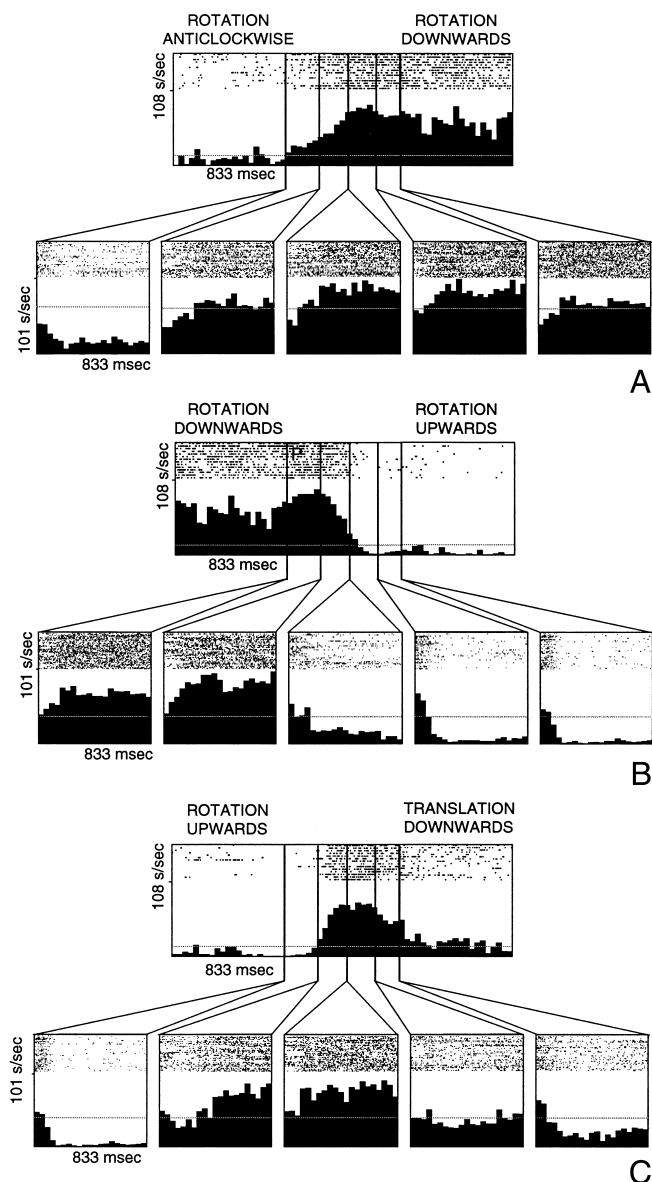 ROTATION ANTICLOCKWISE
ROTATION DOWNWARDS
108 s/sec
833 msec
101 s/sec
833 msec
A
ROTATION DOWNWARDS
ROTATION UPWARDS
108 s/sec
833 msec
101 s/sec
833 msec
B
ROTATION UPWARDS
TRANSLATION DOWNWARDS
108 s/sec
833 msec
101 s/sec
833 msec
C